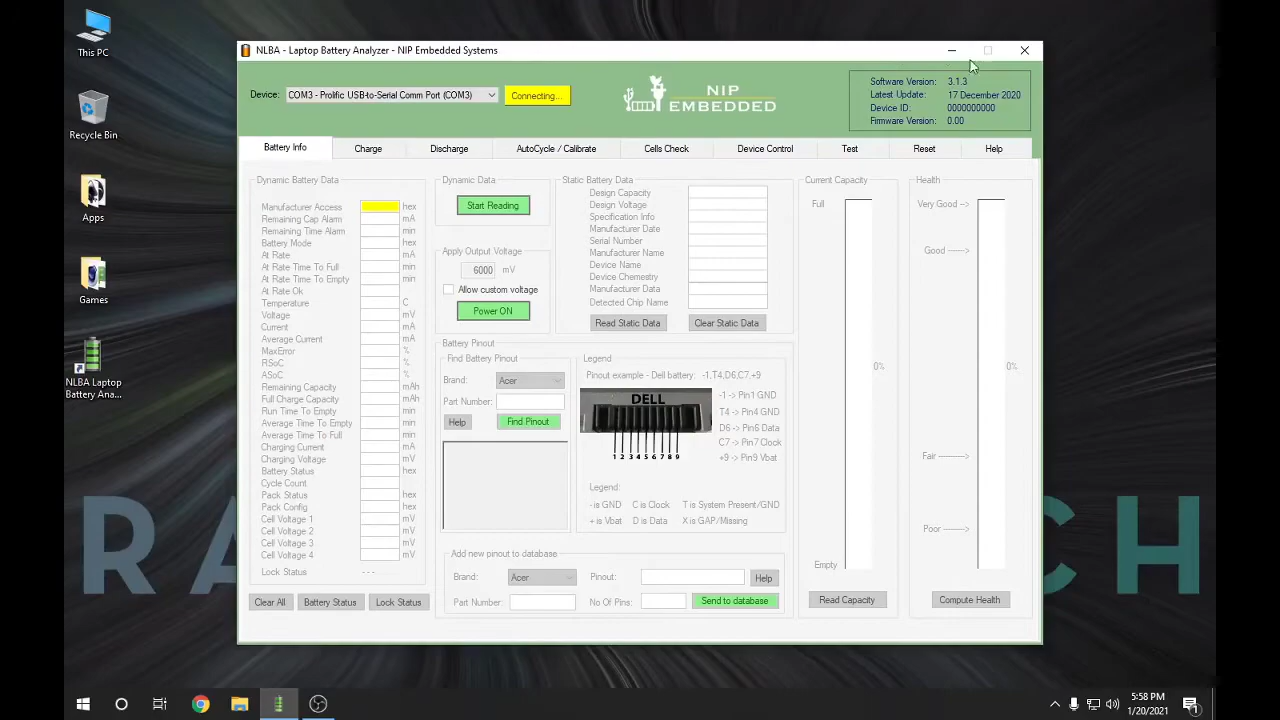 This PC
Recycle Bin
Apps
Games
NLBA Laptop
Battery Ana...
NLBA - Laptop Battery Analyzer - NIP Embedded Systems
Device: COM3 - Prolific USB-to-Serial Comm Port (COM3) Connecting...
NIP
EMBEDDED
Software Version: 3.1.3
Latest Update: 17 December 2020
Device ID: 0000000000
Firmware Version: 0.00
Battery Info Charge Discharge AutoCycle / Calibrate Cells Check Device Control Test Reset Help
Dynamic Battery Data
Manufacturer Access hex
Remaining Cap Alarm mA
Remaining Time Alarm min
Battery Mode hex
At Rate mA
At Rate Time To Full min
At Rate Time To Empty min
At Rate Ok
Temperature C
Voltage mV
Current mA
Average Current mA
MaxError %
RSoC %
ASoC %
Remaining Capacity mAh
Full Charge Capacity mAh
Run Time To Empty min
Average Time To Empty min
Average Time To Full min
Charging Current mA
Charging Voltage mV
Battery Status hex
Cycle Count
Pack Status hex
Pack Config hex
Cell Voltage 1 mV
Cell Voltage 2 mV
Cell Voltage 3 mV
Cell Voltage 4 mV
Lock Status - - -
Clear All Battery Status Lock Status
Dynamic Data
Start Reading
Apply Output Voltage
6000 mV
Allow custom voltage
Power ON
Static Battery Data
Design Capacity
Design Voltage
Specification Info
Manufacturer Date
Serial Number
Manufacturer Name
Device Name
Device Chemestry
Manufacturer Data
Detected Chip Name
Read Static Data Clear Static Data
Battery Pinout
Find Battery Pinout
Brand: Acer
Part Number:
Help Find Pinout
Legend
Pinout example - Dell battery: -1,T4,D6,C7,+9
DELL
1 2 3 4 5 6 7 8 9
-1 -> Pin1 GND
T4 -> Pin4 GND
D6 -> Pin6 Data
C7 -> Pin7 Clock
+9 -> Pin9 Vbat
Legend:
- is GND C is Clock T is System Present/GND
+ is Vbat D is Data X is GAP/Missing
Add new pinout to database
Brand: Acer Pinout: Help
Part Number: No Of Pins: Send to database
Current Capacity
Full
0%
Empty
Read Capacity
Health
Very Good -->
Good ---->
0%
Fair ---->
Poor ---->
Compute Health
RA CH
5:58 PM
1/20/2021
1